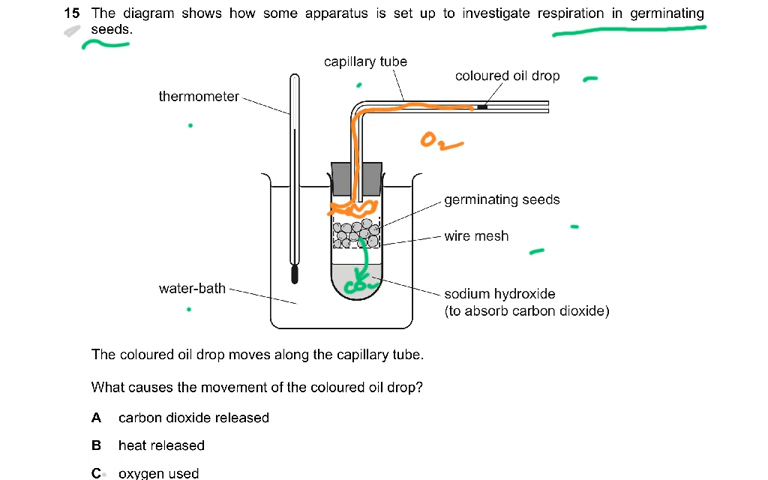 15 The diagram shows how some apparatus is set up to investigate respiration in germinating
seeds.
capillary tube
coloured oil drop
thermometer
O2
germinating seeds
wire mesh
CO2
water-bath
sodium hydroxide
(to absorb carbon dioxide)
The coloured oil drop moves along the capillary tube.
What causes the movement of the coloured oil drop?
A carbon dioxide released
B heat released
C oxygen used